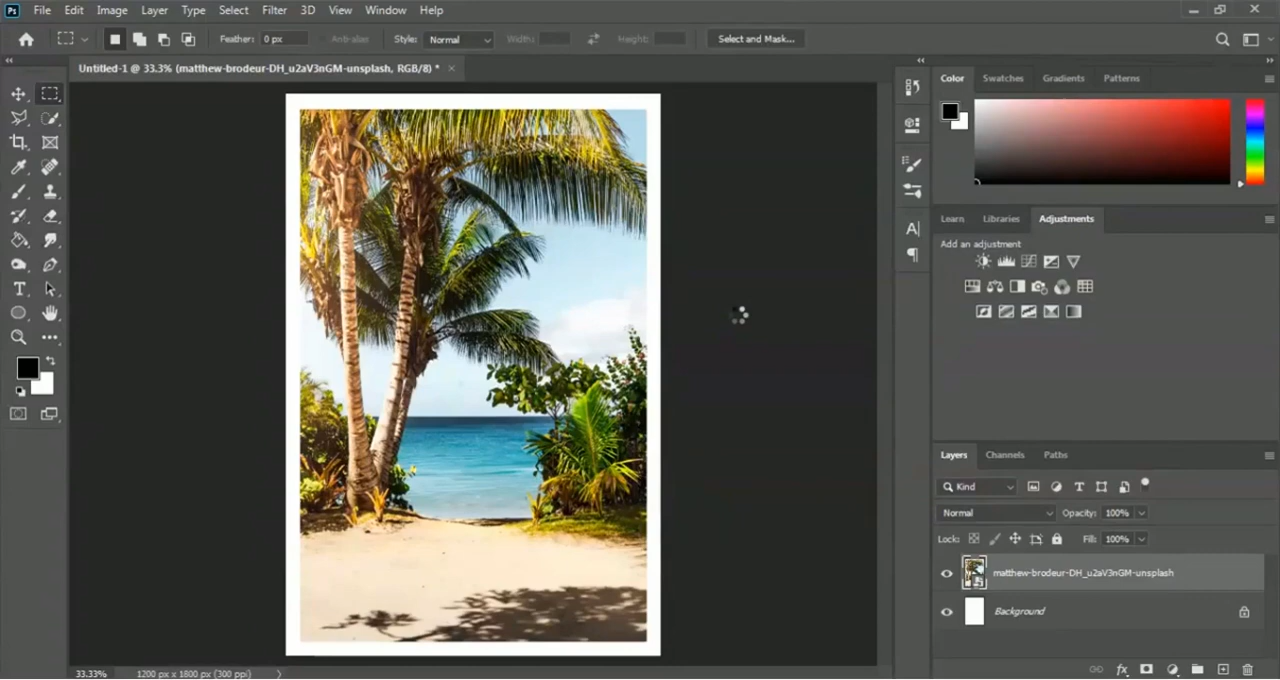 Ps File Edit Image Layer Type Select Filter 3D View Window Help
Feather: 0 px Anti-alias Style: Normal Width: Height: Select and Mask...
Untitled-1 @ 33.3% (matthew-brodeur-DH_u2aV3nGM-unsplash, RGB/8) *
Color Swatches Gradients Patterns
Learn Libraries Adjustments
Add an adjustment
Layers Channels Paths
Kind
Normal Opacity: 100%
Lock: Fill: 100%
matthew-brodeur-DH_u2aV3nGM-unsplash
Background
fx
33.33% 1200 px x 1800 px (300 ppi)